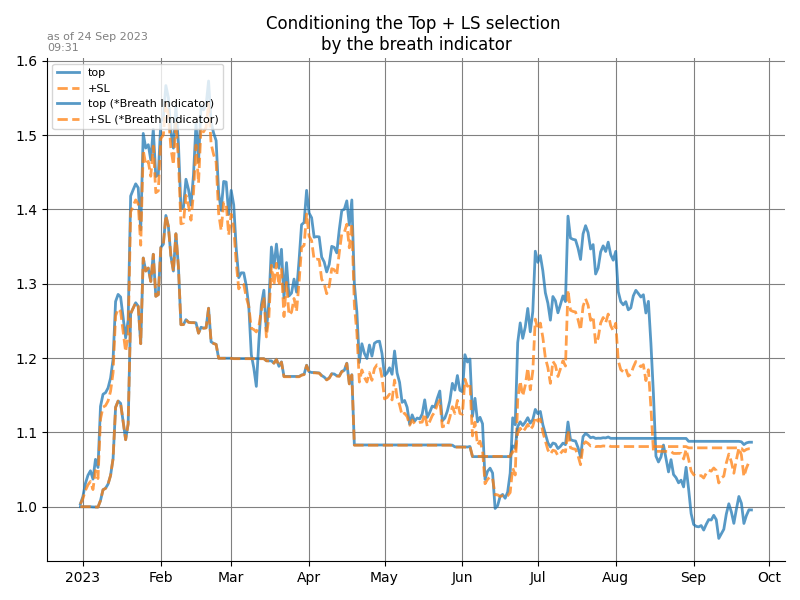 Conditioning the Top + LS selection
by the breath indicator
as of 24 Sep 2023
09:31
top
+SL
top (*Breath Indicator)
+SL (*Breath Indicator)
1.6
1.5
1.4
1.3
1.2
1.1
1.0
2023 Feb Mar Apr May Jun Jul Aug Sep Oct